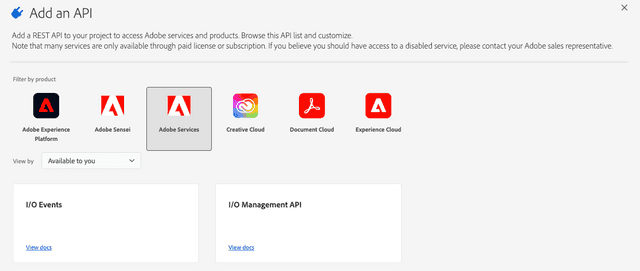 Add an API
Add a REST API to your project to access Adobe services and products. Browse this API list and customize.
Note that many services are only available through paid license or subscription. If you believe you should have access to a disabled service, please contact your Adobe sales representative.
Filter by product
Adobe Experience
Platform
Adobe Sensei
Adobe Services
Creative Cloud
Document Cloud
Experience Cloud
View by
Available to you
I/O Events
I/O Management API
View docs
View docs